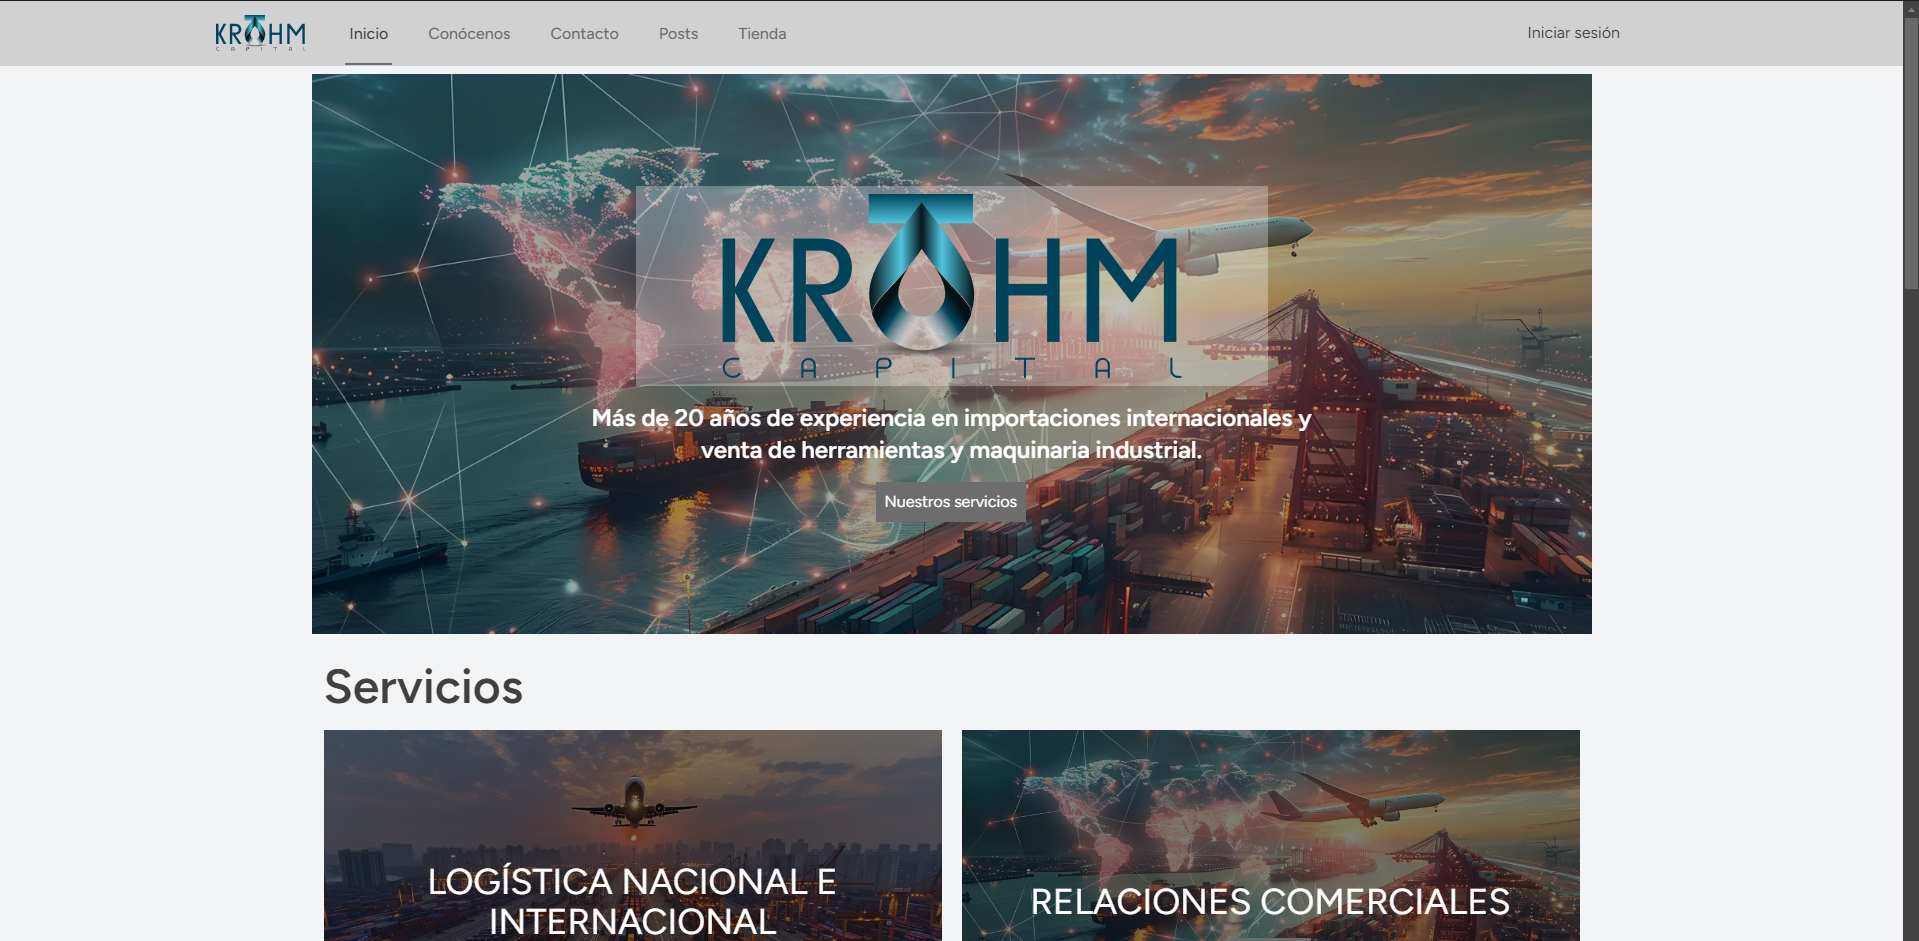 KROHM
CAPITAL
Inicio
Conócenos
Contacto
Posts
Tienda
Iniciar sesión
KROHM
CAPITAL
Más de 20 años de experiencia en importaciones internacionales y
venta de herramientas y maquinaria industrial.
Nuestros servicios
Servicios
LOGÍSTICA NACIONAL E
INTERNACIONAL
RELACIONES COMERCIALES